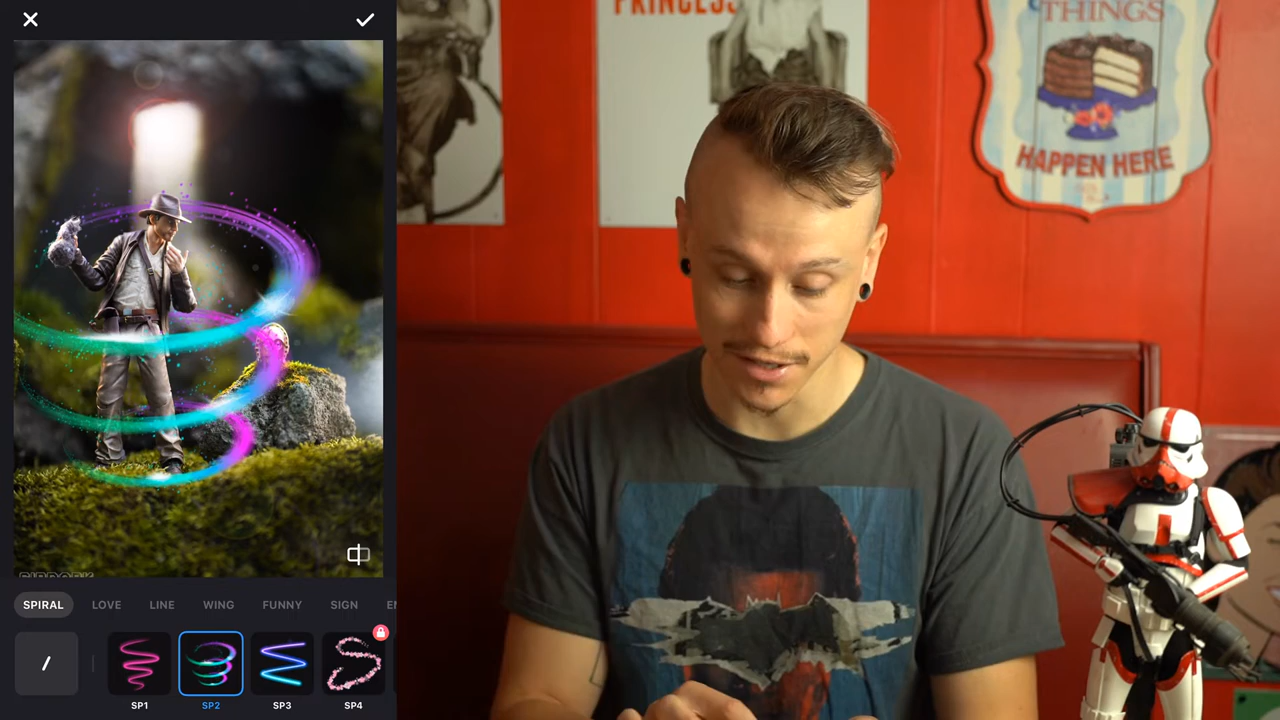 PRINCESS
THINGS
HAPPEN HERE
SPIRAL
LOVE
LINE
WING
FUNNY
SIGN
SP1
SP2
SP3
SP4